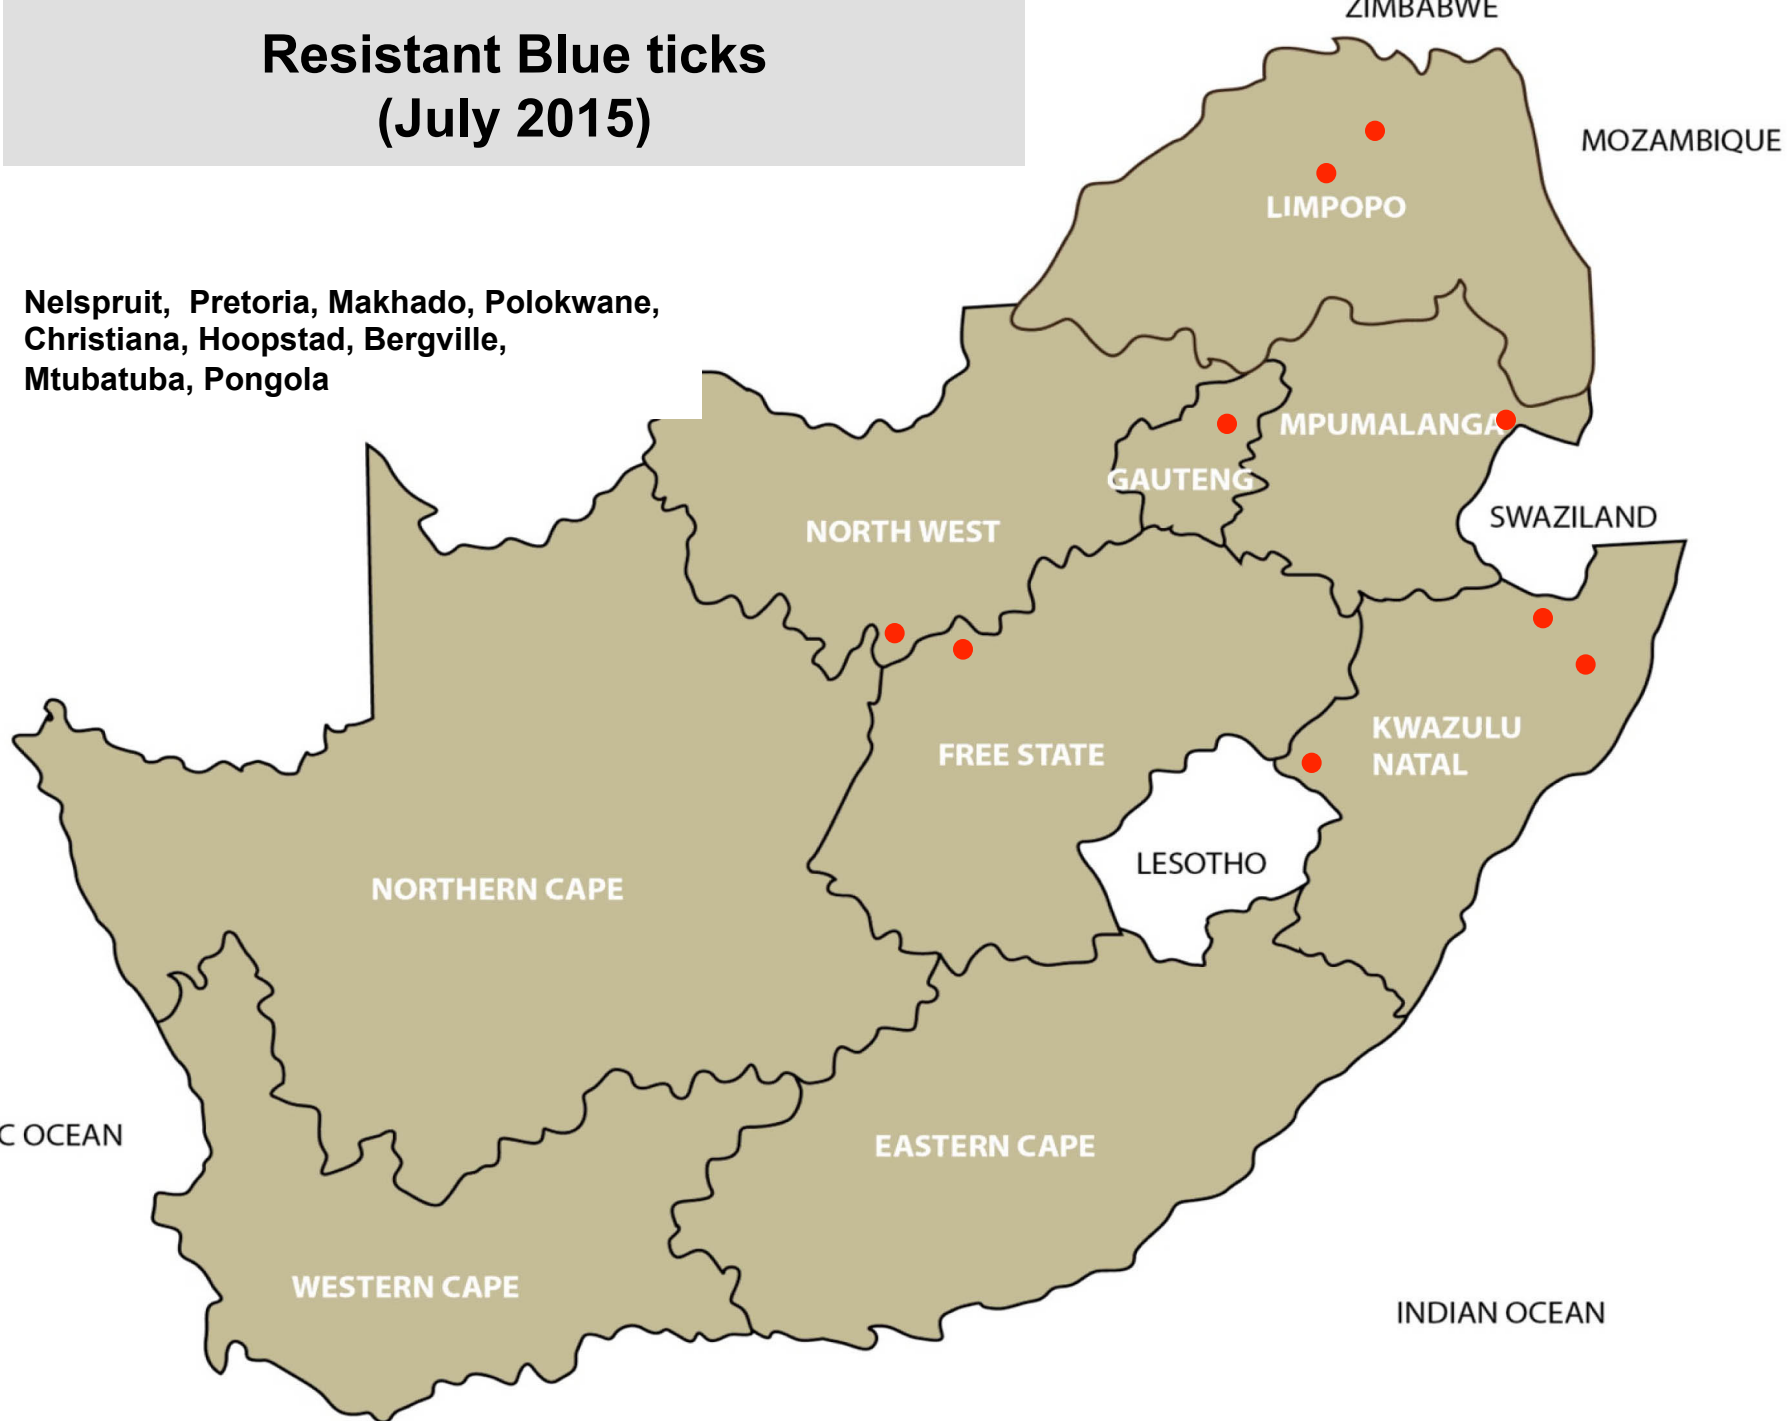 Resistant Blue ticks
(July 2015)
ZIMBABWE
MOZAMBIQUE
LIMPOPO
Nelspruit, Pretoria, Makhado, Polokwane,
Christiana, Hoopstad, Bergville,
Mtubatuba, Pongola
MPUMALANGA
GAUTENG
NORTH WEST
SWAZILAND
KWAZULU
NATAL
FREE STATE
LESOTHO
NORTHERN CAPE
C OCEAN
EASTERN CAPE
WESTERN CAPE
INDIAN OCEAN